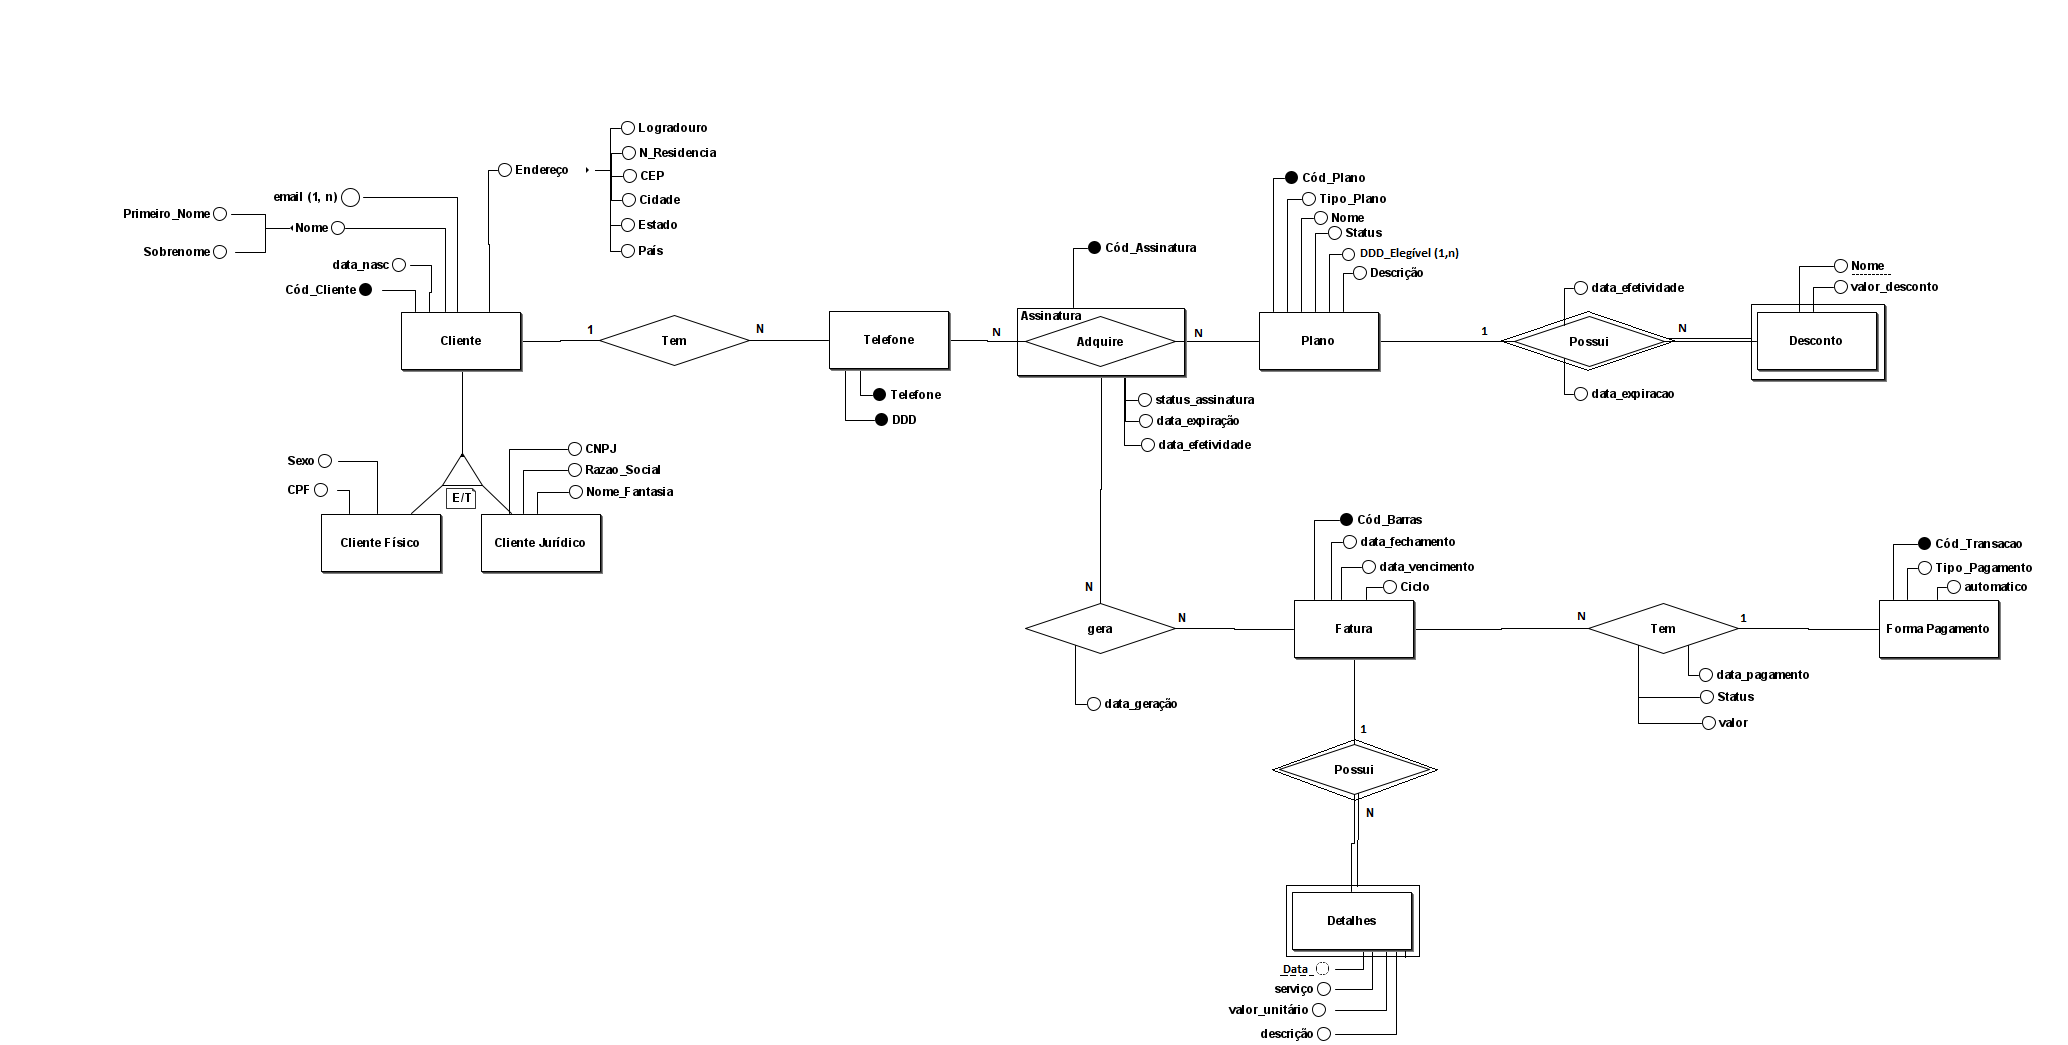 Logradouro
N_Residencia
Endereço
CEP
Cidade
Estado
País
email (1, n)
Primeiro_Nome
Nome
Sobrenome
data_nasc
Cód_Cliente
Cliente
1
Tem
N
Telefone
Telefone
DDD
N
Cód_Assinatura
Assinatura
Adquire
N
status_assinatura
data_expiração
data_efetividade
Cód_Plano
Tipo_Plano
Nome
Status
DDD_Elegível (1,n)
Descrição
Plano
1
data_efetividade
Possui
data_expiracao
N
Nome
valor_desconto
Desconto
Sexo
CPF
E/T
CNPJ
Razao_Social
Nome_Fantasia
Cliente Físico
Cliente Jurídico
N
gera
N
data_geração
Cód_Barras
data_fechamento
data_vencimento
Ciclo
Fatura
N
Tem
1
data_pagamento
Status
valor
Cód_Transacao
Tipo_Pagamento
automatico
Forma Pagamento
1
Possui
N
Detalhes
Data
serviço
valor_unitário
descrição